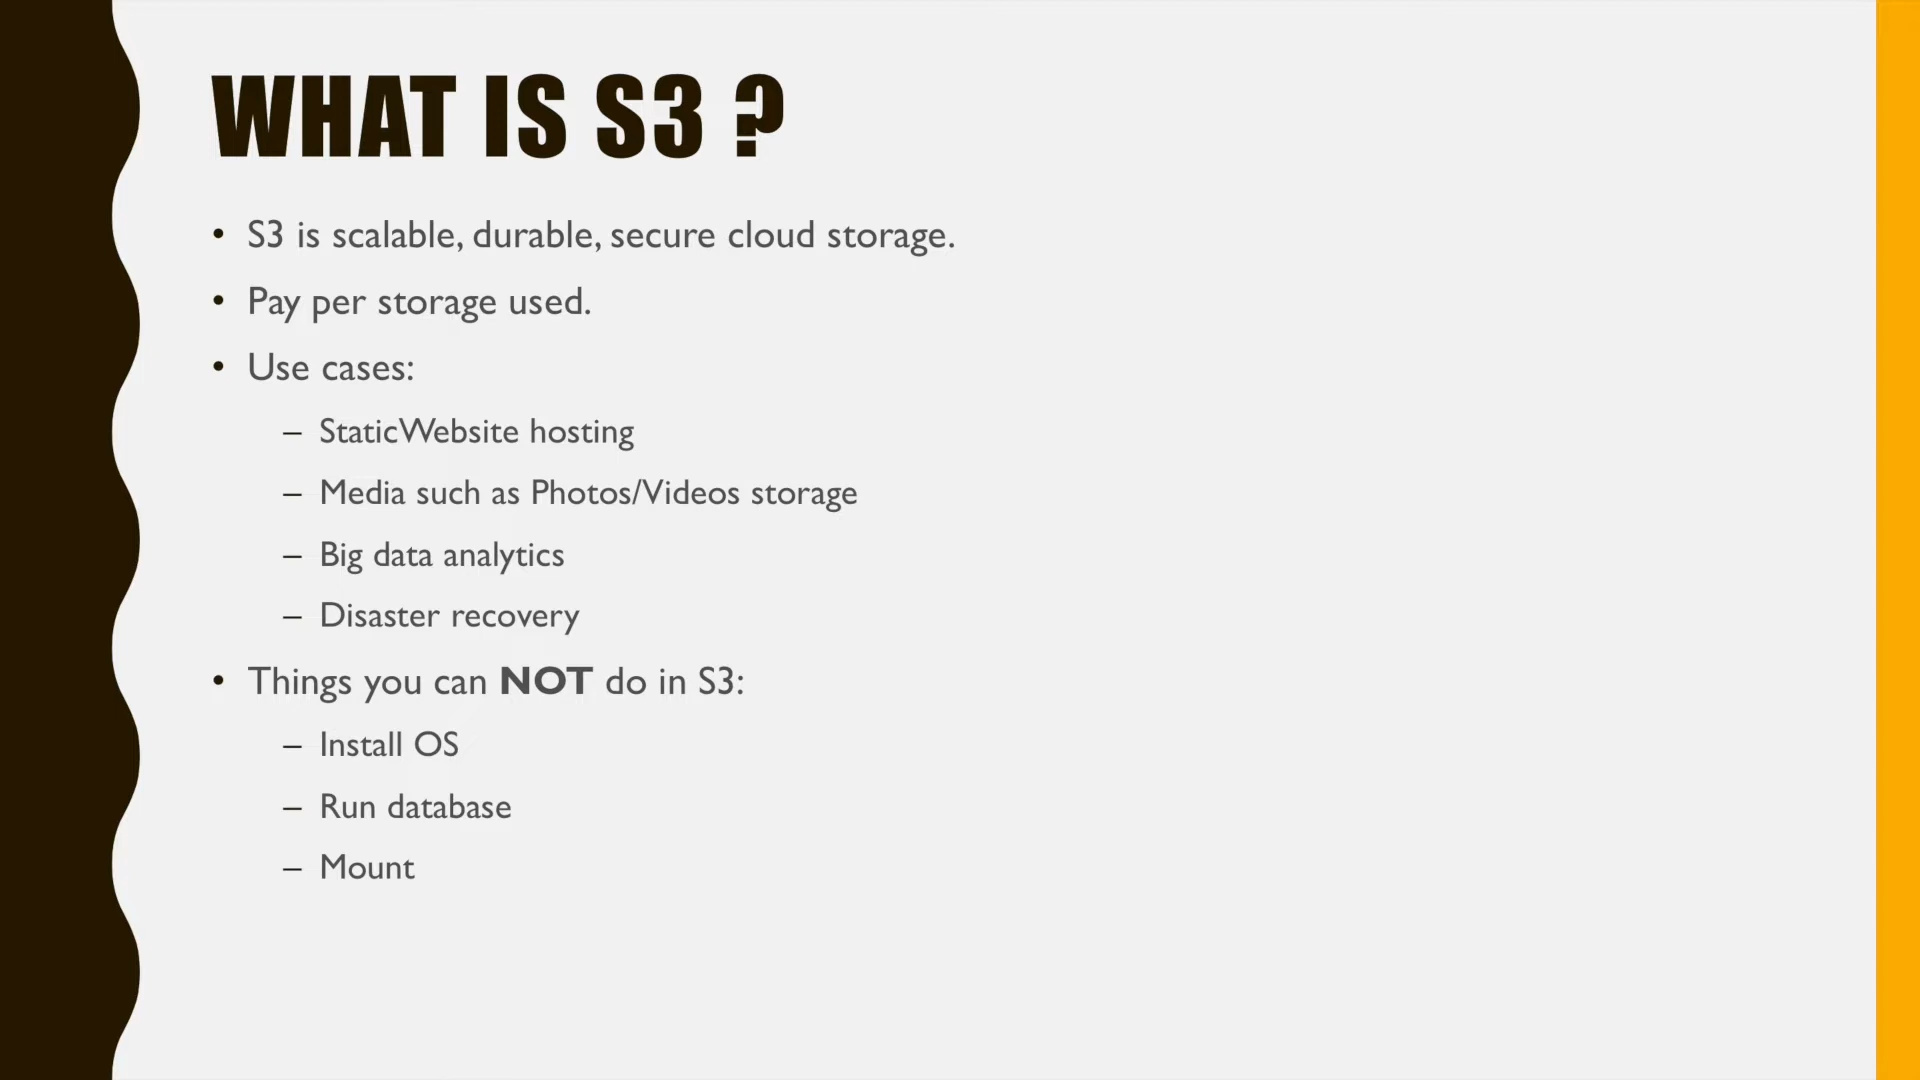 WHAT IS S3 ?
• S3 is scalable, durable, secure cloud storage.
• Pay per storage used.
• Use cases:
– StaticWebsite hosting
– Media such as Photos/Videos storage
– Big data analytics
– Disaster recovery
• Things you can NOT do in S3:
– Install OS
– Run database
– Mount